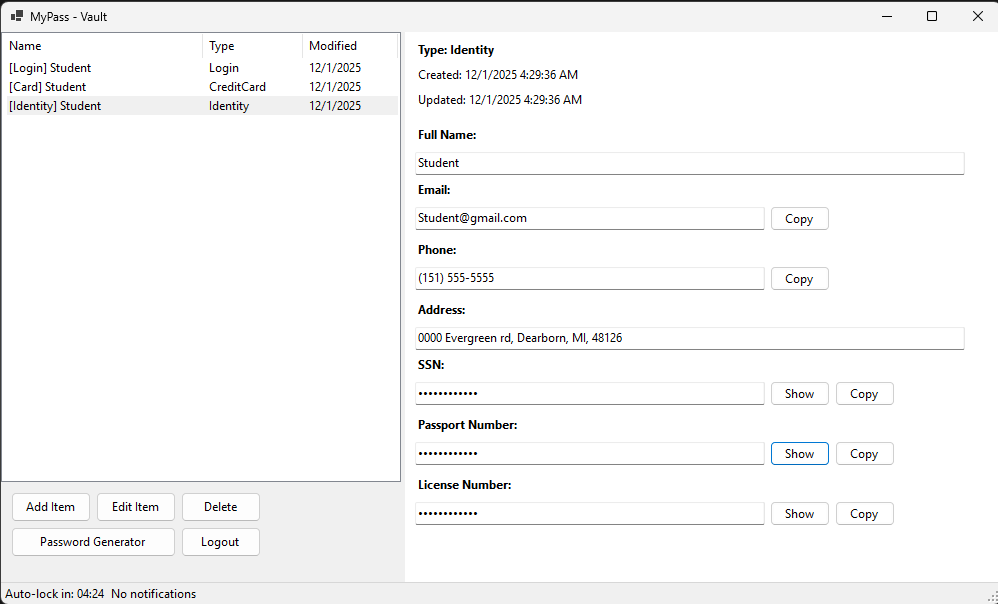 MyPass - Vault
Name Type Modified
[Login] Student Login 12/1/2025
[Card] Student CreditCard 12/1/2025
[Identity] Student Identity 12/1/2025
Add Item Edit Item Delete
Password Generator Logout
Type: Identity
Created: 12/1/2025 4:29:36 AM
Updated: 12/1/2025 4:29:36 AM
Full Name:
Student
Email:
Student@gmail.com Copy
Phone:
(151) 555-5555 Copy
Address:
0000 Evergreen rd, Dearborn, MI, 48126
SSN:
•••••••••••• Show Copy
Passport Number:
•••••••••••• Show Copy
License Number:
•••••••••••• Show Copy
Auto-lock in: 04:24 No notifications